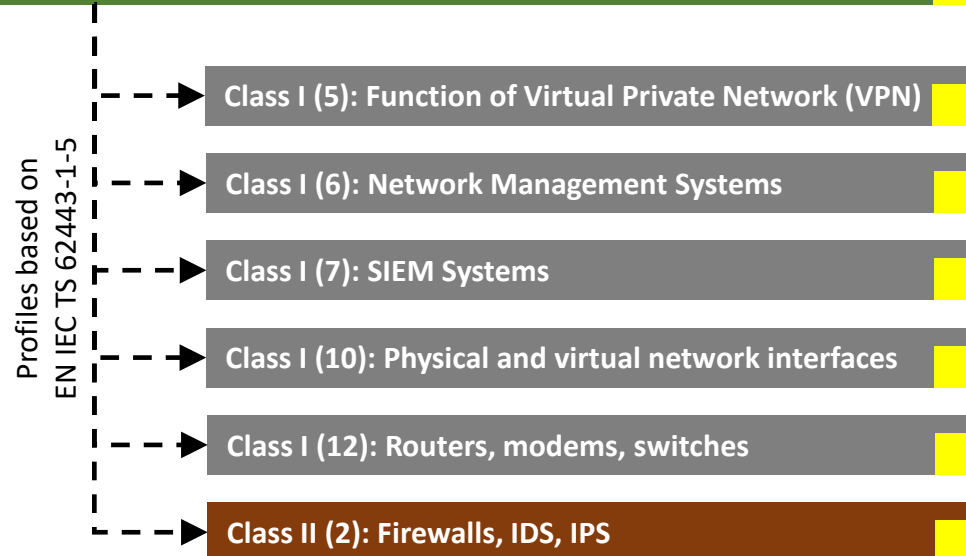 Profiles based on
EN IEC TS 62443-1-5
Class I (5): Function of Virtual Private Network (VPN)
Class I (6): Network Management Systems
Class I (7): SIEM Systems
Class I (10): Physical and virtual network interfaces
Class I (12): Routers, modems, switches
Class II (2): Firewalls, IDS, IPS